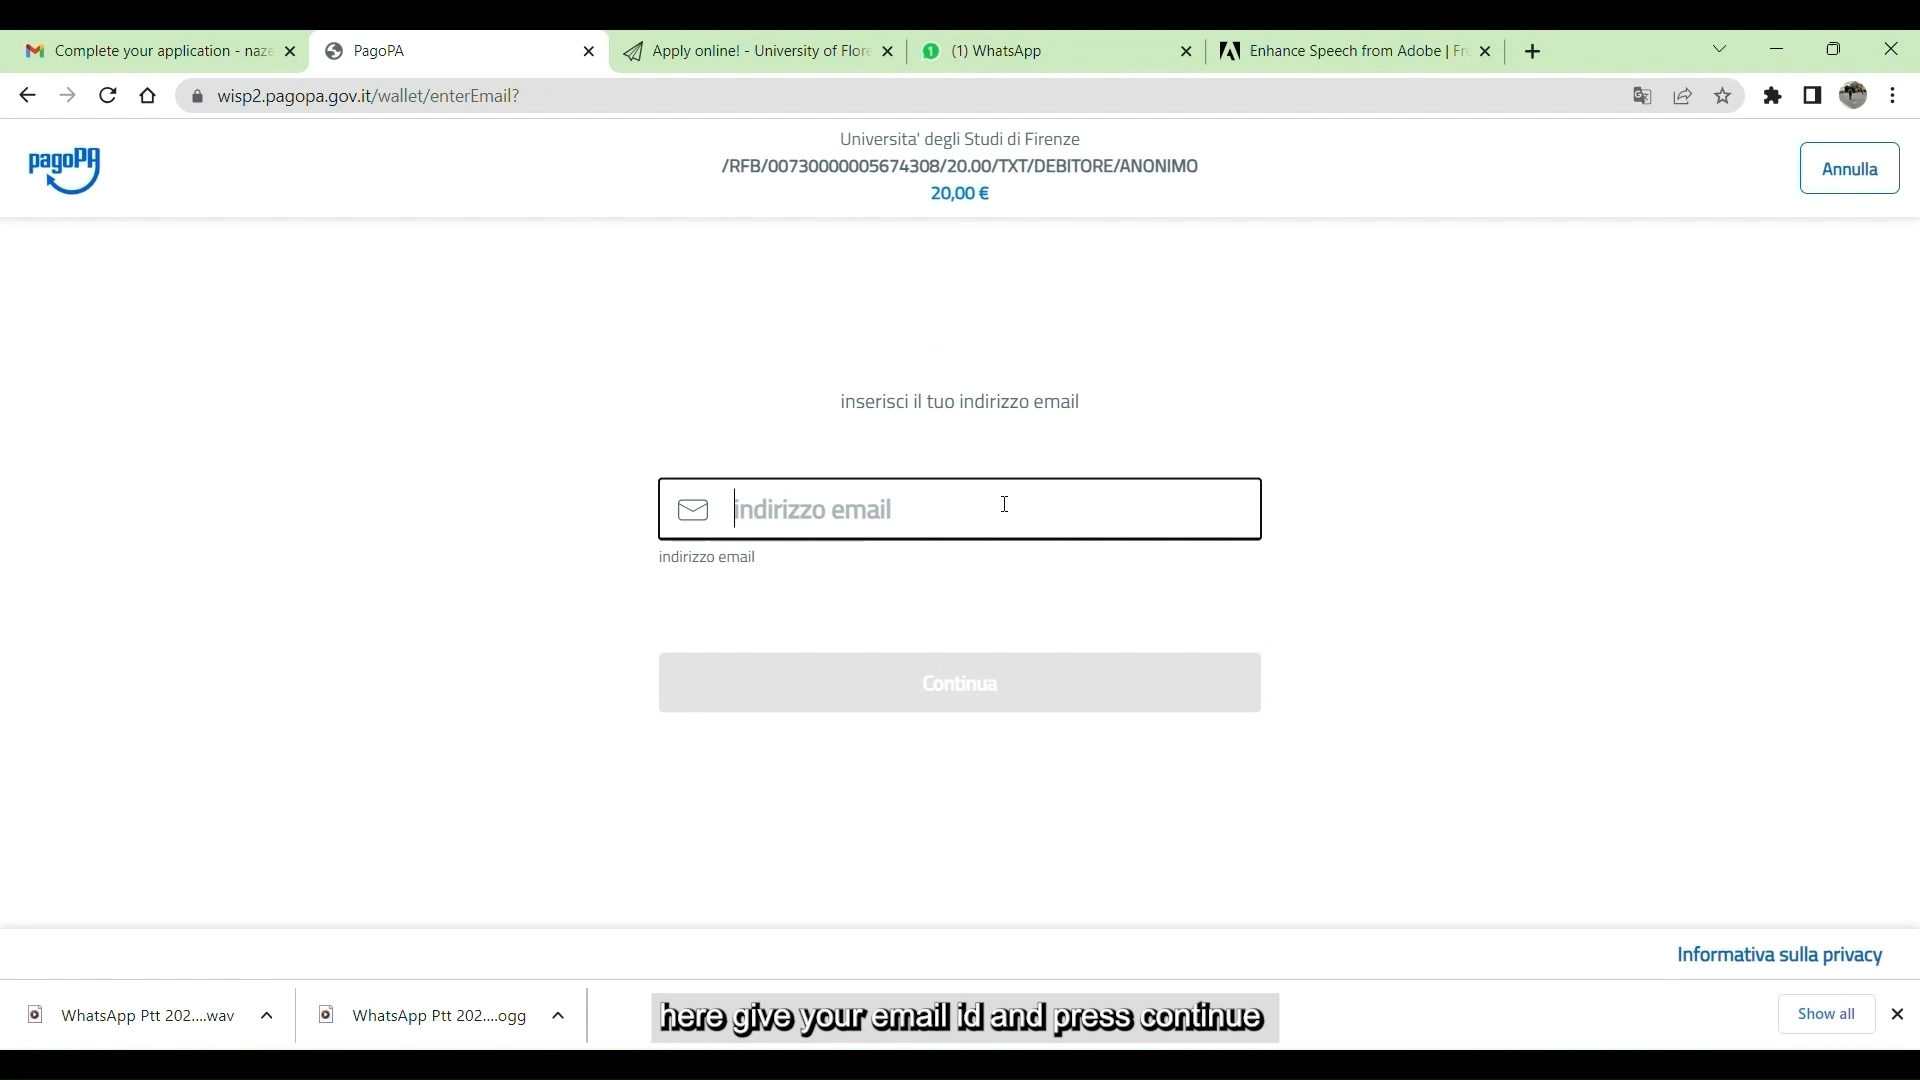 Complete your application - naze
PagoPA
Apply online! - University of Flore
(1) WhatsApp
Enhance Speech from Adobe | Fr
wisp2.pagopa.gov.it/wallet/enterEmail?
pagoPA
Universita' degli Studi di Firenze
/RFB/00730000005674308/20.00/TXT/DEBITORE/ANONIMO
20,00 €
Annulla
inserisci il tuo indirizzo email
indirizzo email
indirizzo email
Continua
Informativa sulla privacy
WhatsApp Ptt 202....wav
WhatsApp Ptt 202....ogg
here give your email id and press continue
Show all